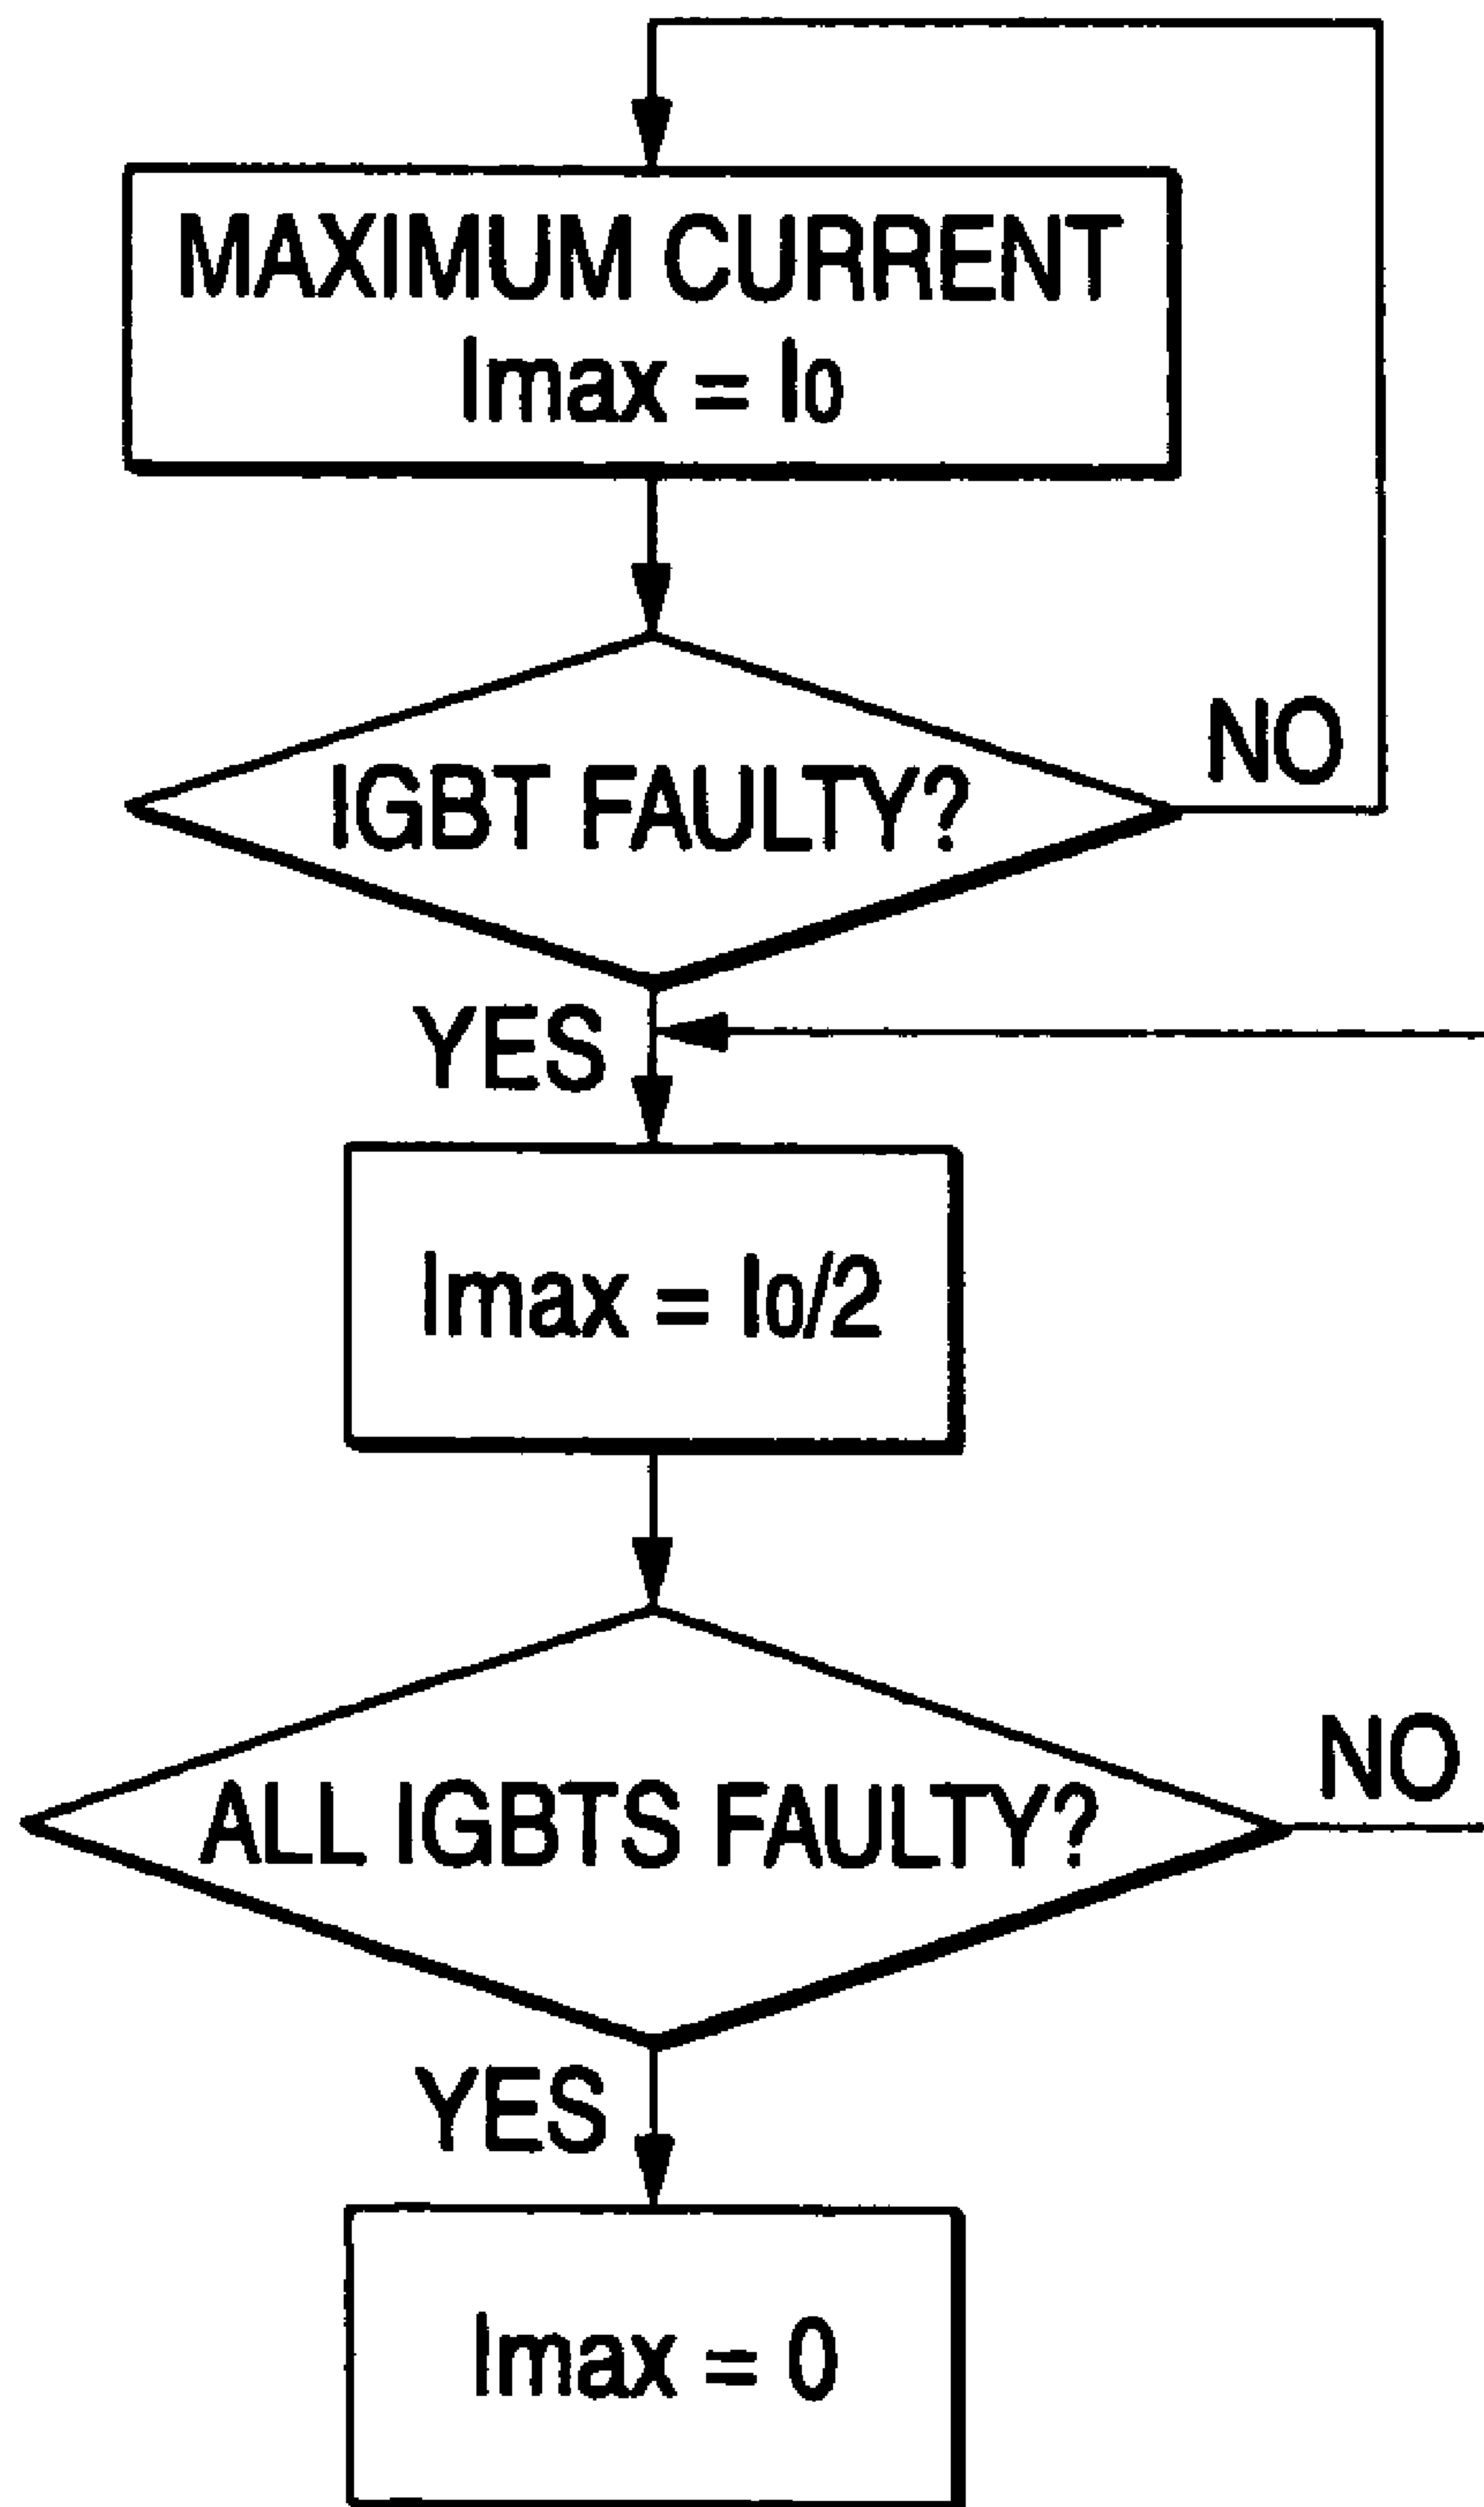 MAXIMUM CURRENT
Imax = Io
IGBT FAULTY?
NO
YES
Imax = Io/2
ALL IGBTS FAULTY?
NO
YES
Imax = 0